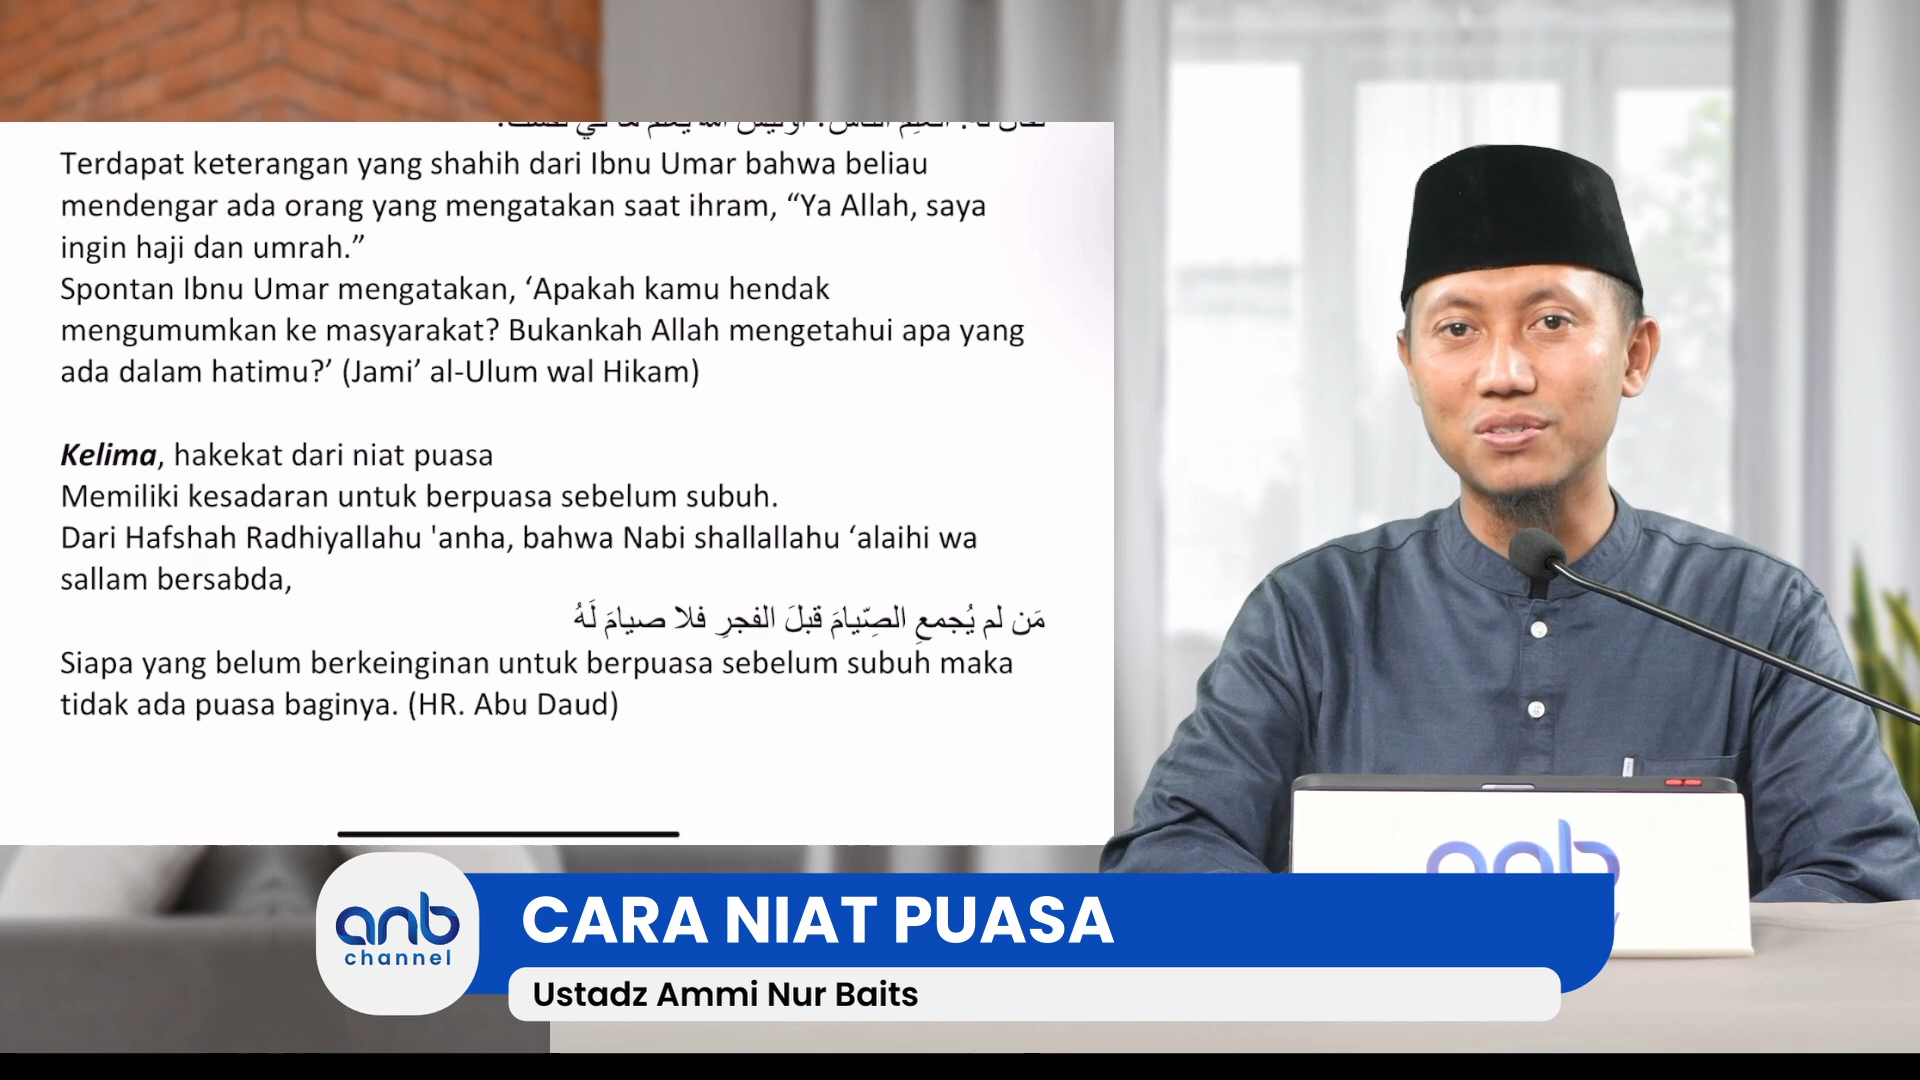 Terdapat keterangan yang shahih dari Ibnu Umar bahwa beliau
mendengar ada orang yang mengatakan saat ihram, “Ya Allah, saya
ingin haji dan umrah.”
Spontan Ibnu Umar mengatakan, ‘Apakah kamu hendak
mengumumkan ke masyarakat? Bukankah Allah mengetahui apa yang
ada dalam hatimu?’ (Jami’ al-Ulum wal Hikam)
Kelima, hakekat dari niat puasa
Memiliki kesadaran untuk berpuasa sebelum subuh.
Dari Hafshah Radhiyallahu 'anha, bahwa Nabi shallallahu ‘alaihi wa
sallam bersabda,
مَن لم يُجمعِ الصِّيامَ قبلَ الفجرِ فلا صيامَ لَهُ
Siapa yang belum berkeinginan untuk berpuasa sebelum subuh maka
tidak ada puasa baginya. (HR. Abu Daud)
anb
anb
channel
CARA NIAT PUASA
Ustadz Ammi Nur Baits